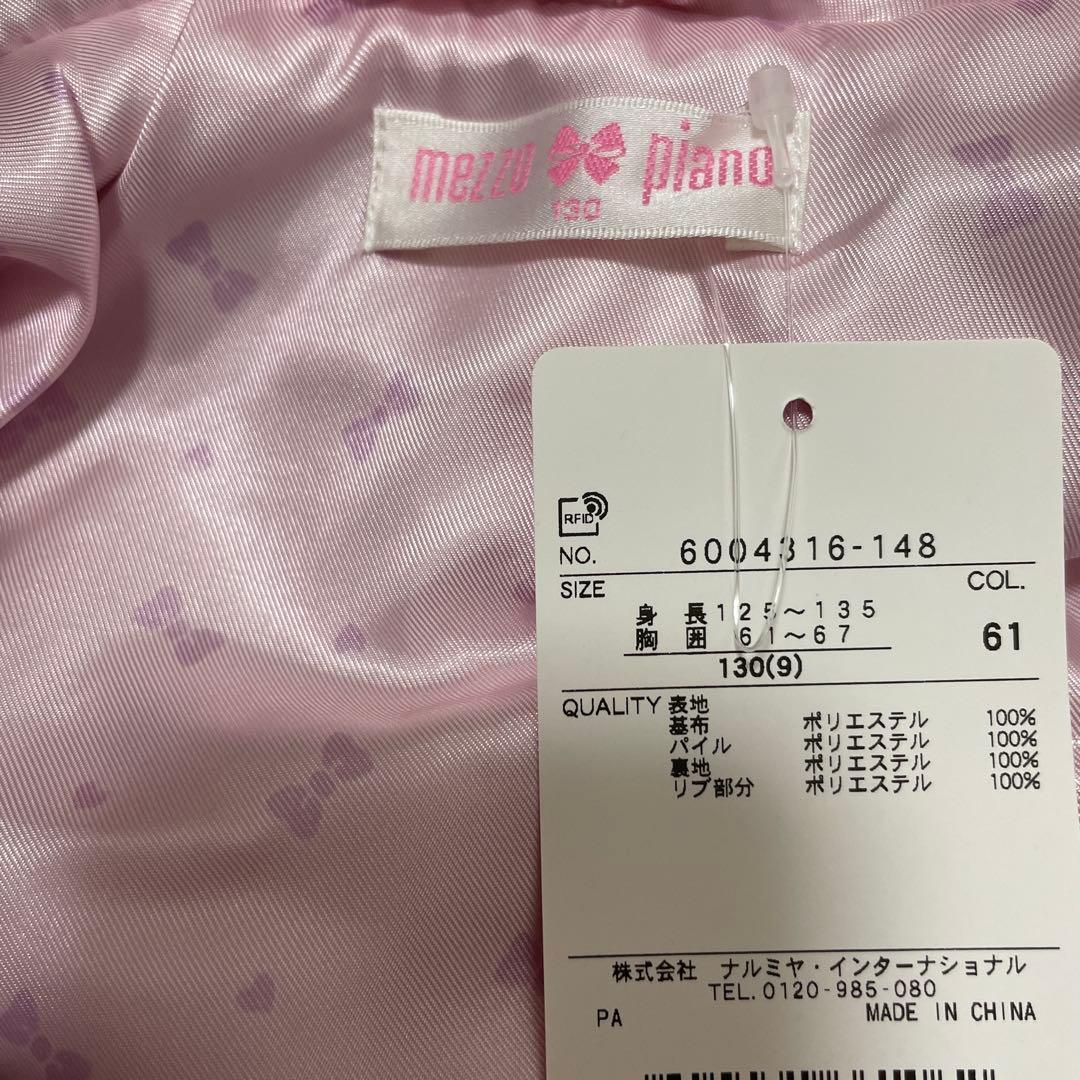 mezzo piano
130
RFID
NO. 6004316-148
SIZE COL.
身 長 125～135
胸 囲 61～67
130(9)
61
QUALITY 表地
基布 ポリエステル 100%
パイル ポリエステル 100%
裏地 ポリエステル 100%
リブ部分 ポリエステル 100%
株式会社 ナルミヤ・インターナショナル
TEL.0120-985-080
PA MADE IN CHINA